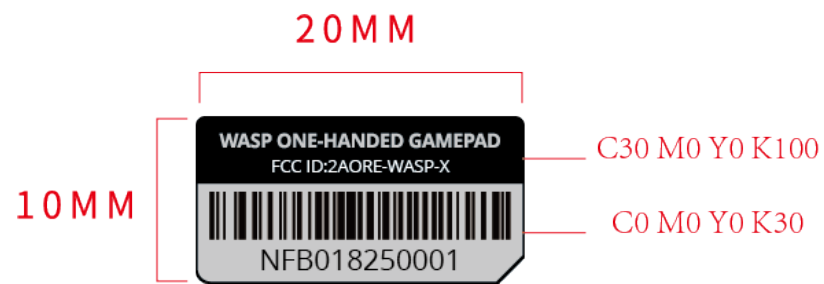 20MM
WASP ONE-HANDED GAMEPAD
FCC ID:2AORE-WASP-X
C30 M0 Y0 K100
10MM
C0 M0 Y0 K30
NFB018250001